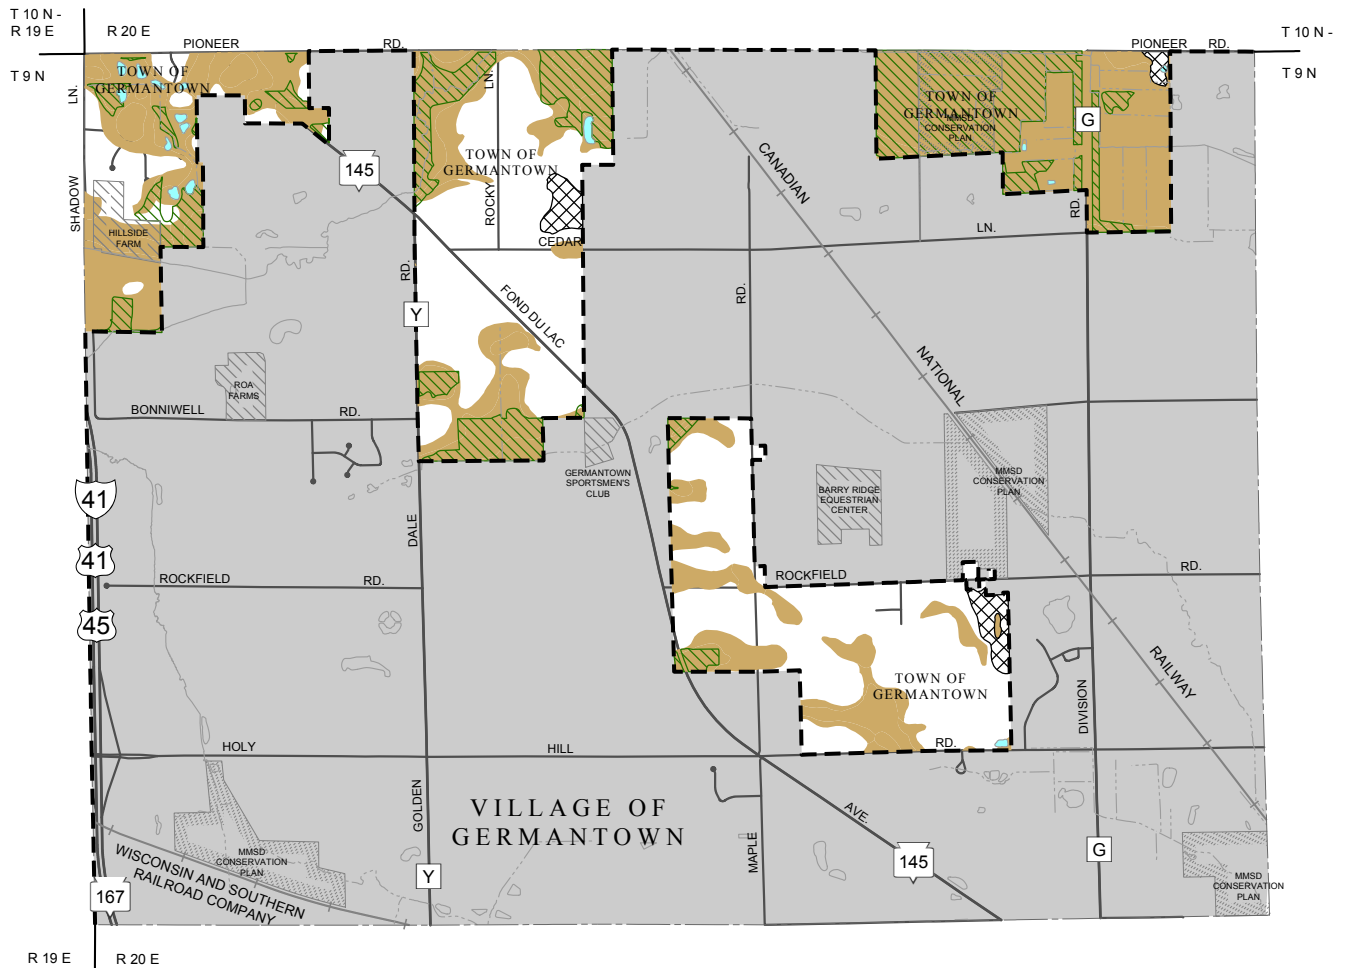 T 10 N -
R 19 E
R 20 E
T 9 N
PIONEER
RD.
PIONEER
RD.
T 10 N -
T 9 N
TOWN OF
GERMANTOWN
LN.
SHADOW
HILLSIDE
FARM
145
LN.
TOWN OF
GERMANTOWN
ROCKY
CEDAR
LN.
CANADIAN
TOWN OF
GERMANTOWN
MMSD
CONSERVATION
PLAN
G
RD.
RD.
Y
FOND DU LAC
RD.
NATIONAL
ROA
FARMS
BONNIWELL
RD.
GERMANTOWN
SPORTSMEN'S
CLUB
BARRY RIDGE
EQUESTRIAN
CENTER
MMSD
CONSERVATION
PLAN
41
41
45
DALE
ROCKFIELD
RD.
ROCKFIELD
RD.
RAILWAY
TOWN OF
GERMANTOWN
DIVISION
HOLY
HILL
RD.
GOLDEN
VILLAGE OF
GERMANTOWN
MAPLE
AVE.
145
G
Y
MMSD
CONSERVATION
PLAN
WISCONSIN AND SOUTHERN
RAILROAD COMPANY
167
MMSD
CONSERVATION
PLAN
R 19 E
R 20 E